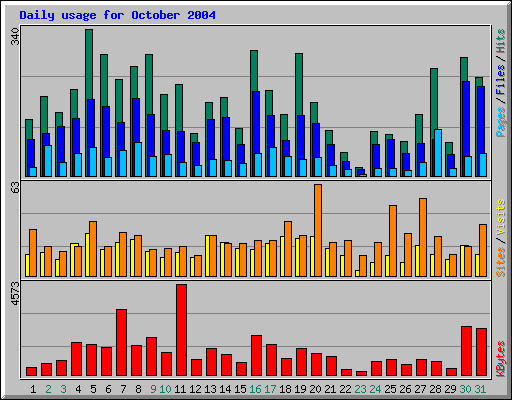 Daily usage for October 2004
340
Pages / Files / Hits
63
Sites / Visits
4573
KBytes
1 2 3 4 5 6 7 8 9 10 11 12 13 14 15 16 17 18 19 20 21 22 23 24 25 26 27 28 29 30 31